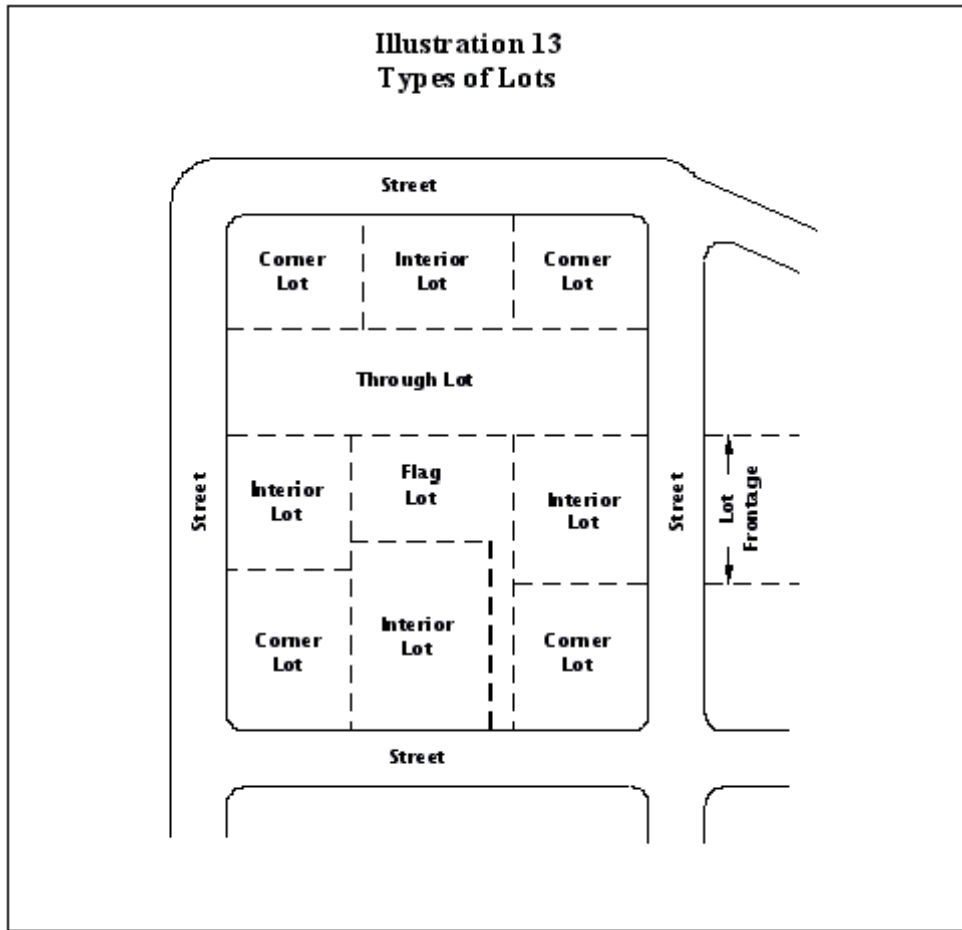 Illustration 13
Types of Lots
Street
Corner
Lot
Interior
Lot
Corner
Lot
Through Lot
Street
Interior
Lot
Flag
Lot
Interior
Lot
Street
Lot
Frontage
Corner
Lot
Interior
Lot
Corner
Lot
Street